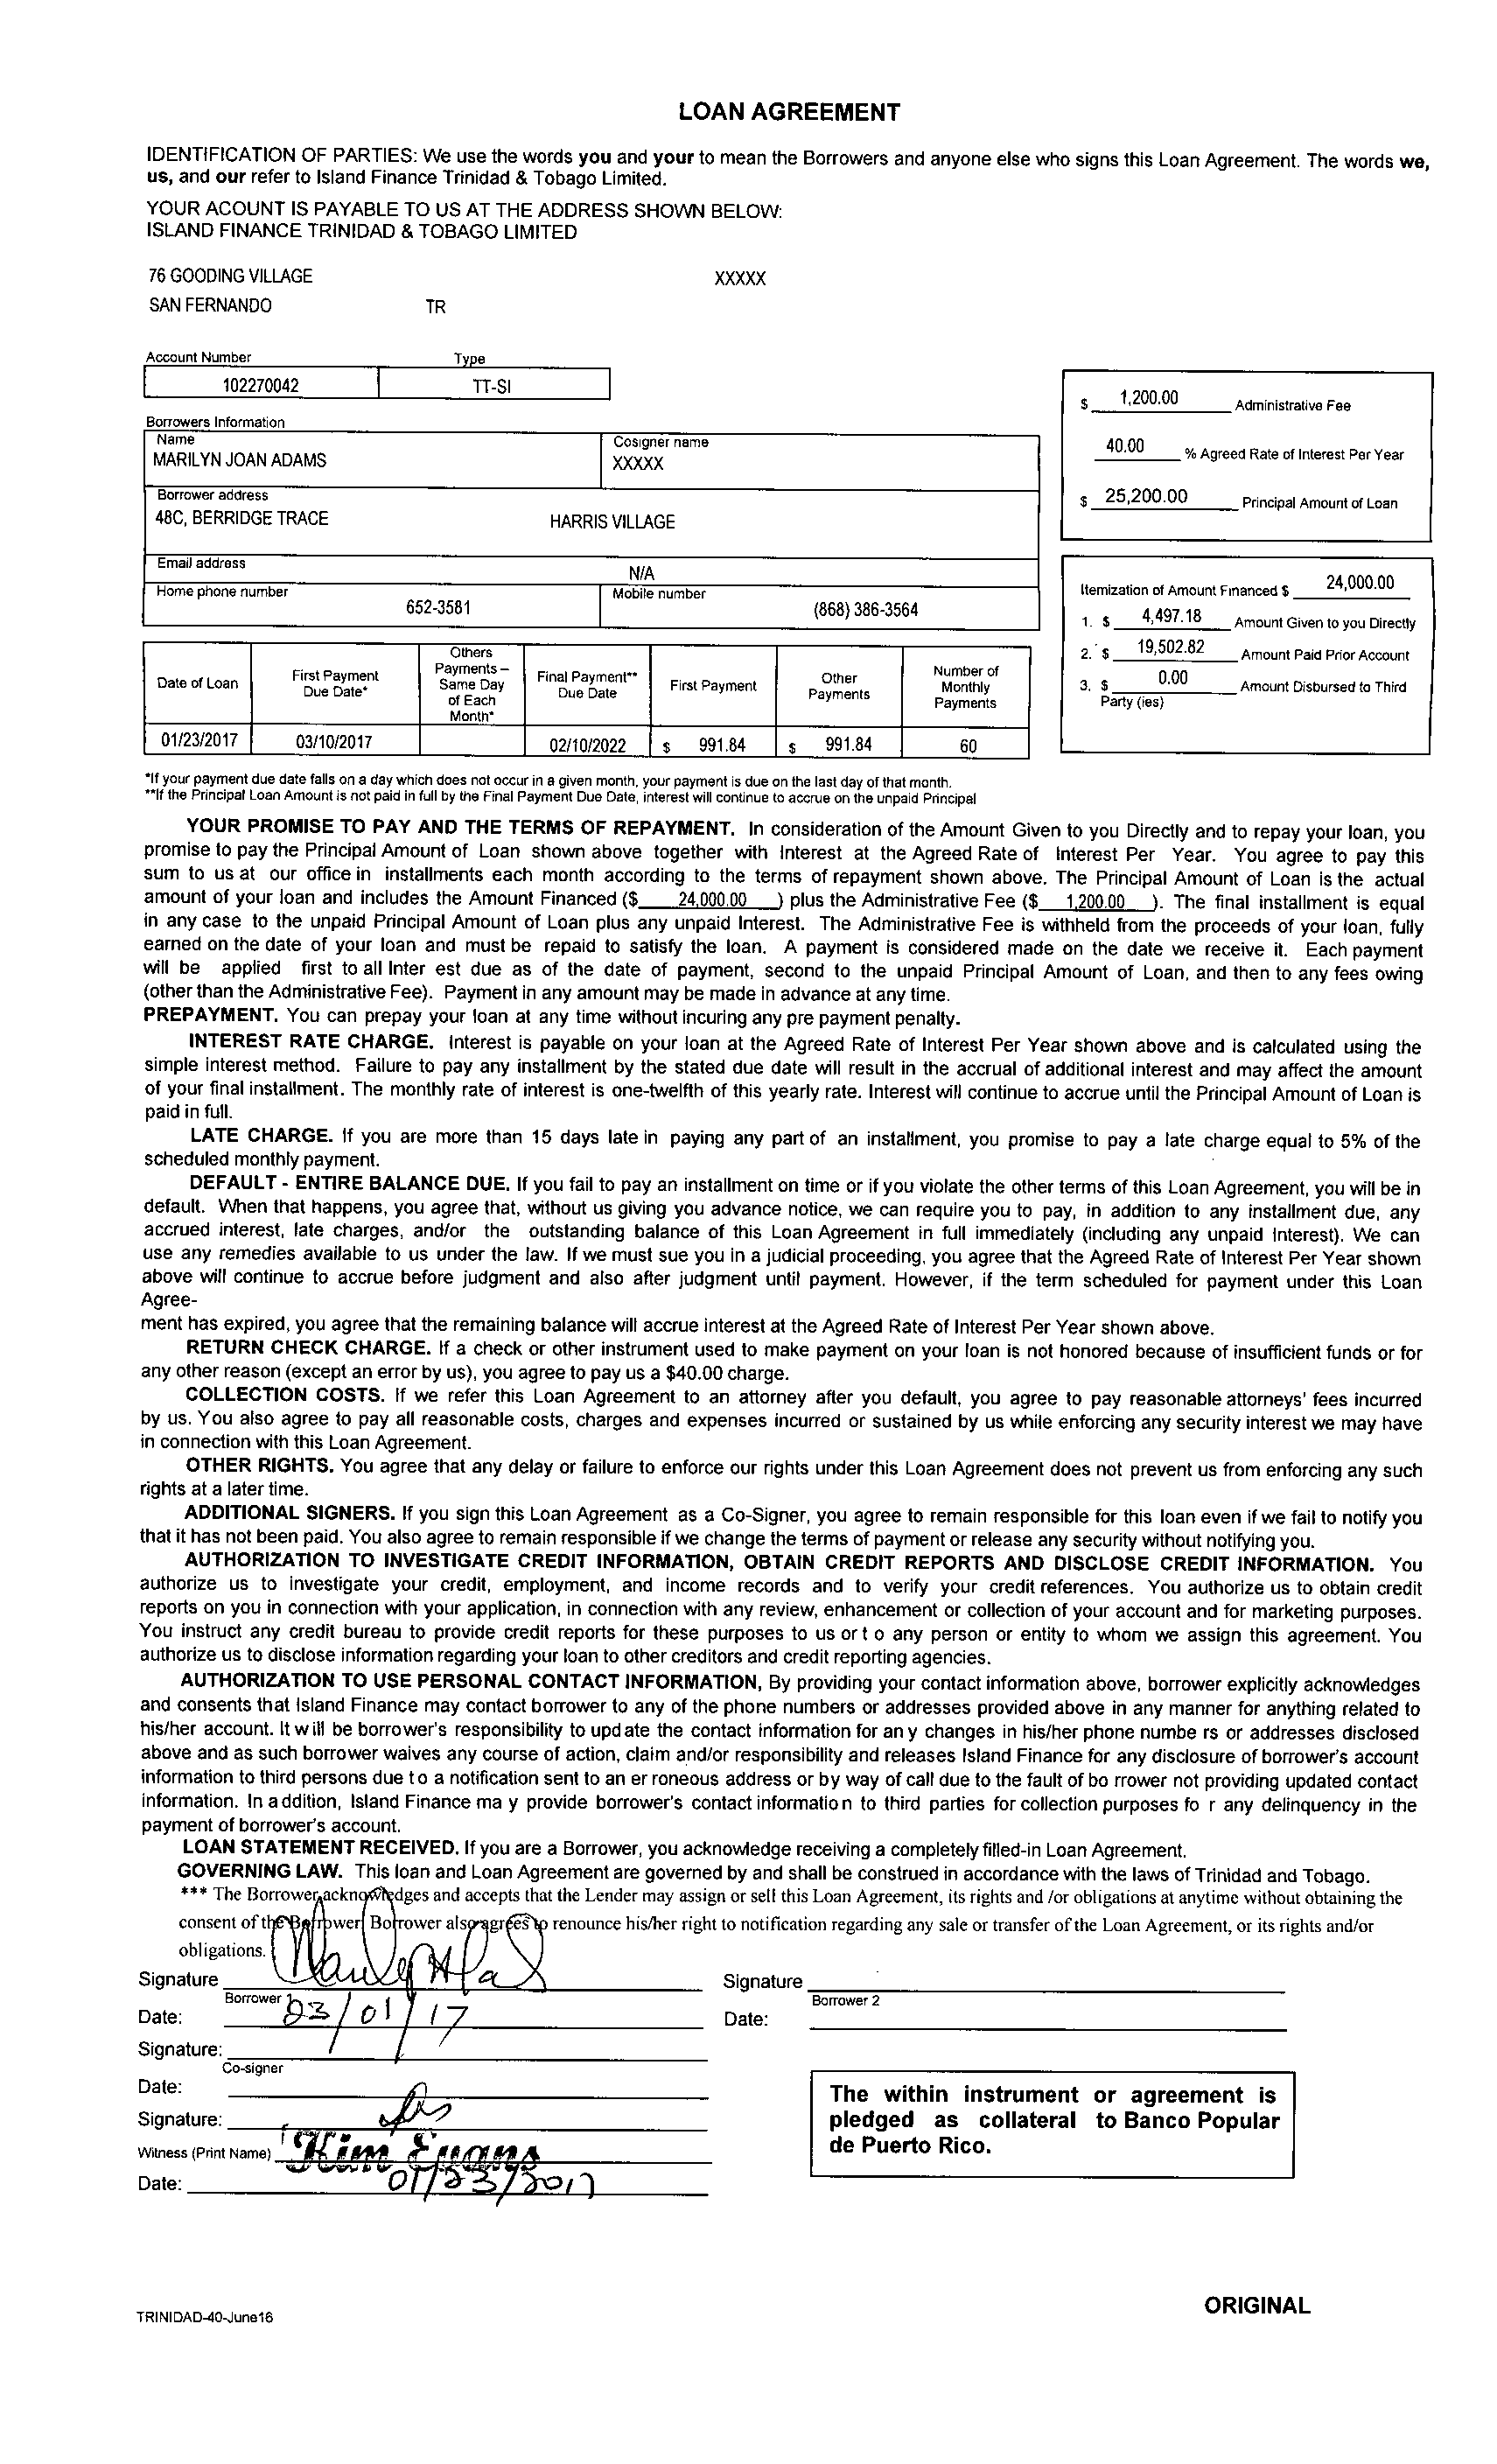 LOAN AGREEMENT
IDENTIFICATION OF PARTIES: We use the words you and your to mean the Borrowers and anyone else who signs this Loan Agreement. The words we,
us, and our refer to Island Finance Trinidad & Tobago Limited.
YOUR ACOUNT IS PAYABLE TO US AT THE ADDRESS SHOWN BELOW:
ISLAND FINANCE TRINIDAD & TOBAGO LIMITED
76 GOODING VILLAGE XXXXX
SAN FERNANDO TR
Account Number Type
102270042 TT-SI
$ 1,200.00 Administrative Fee
40.00 % Agreed Rate of Interest Per Year
$ 25,200.00 Principal Amount of Loan
Borrowers Information
Name Cosigner name
MARILYN JOAN ADAMS XXXXX
Borrower address
48C, BERRIDGE TRACE HARRIS VILLAGE
Email address
N/A
Home phone number Mobile number
652-3581 (868) 386-3564
Itemization of Amount Financed $ 24,000.00
1. $ 4,497.18 Amount Given to you Directly
2. $ 19,502.82 Amount Paid Prior Account
3. $ 0.00 Amount Disbursed to Third
Party (ies)
Date of Loan First Payment Due Date* Others Payments – Same Day of Each Month* Final Payment** Due Date First Payment Other Payments Number of Monthly Payments
01/23/2017 03/10/2017 02/10/2022 $ 991.84 $ 991.84 60
*If your payment due date falls on a day which does not occur in a given month, your payment is due on the last day of that month.
**If the Principal Loan Amount is not paid in full by the Final Payment Due Date, interest will continue to accrue on the unpaid Principal
YOUR PROMISE TO PAY AND THE TERMS OF REPAYMENT. In consideration of the Amount Given to you Directly and to repay your loan, you
promise to pay the Principal Amount of Loan shown above together with Interest at the Agreed Rate of Interest Per Year. You agree to pay this
sum to us at our office in installments each month according to the terms of repayment shown above. The Principal Amount of Loan is the actual
amount of your loan and includes the Amount Financed ($ 24,000.00 ) plus the Administrative Fee ($ 1,200.00 ). The final installment is equal
in any case to the unpaid Principal Amount of Loan plus any unpaid Interest. The Administrative Fee is withheld from the proceeds of your loan, fully
earned on the date of your loan and must be repaid to satisfy the loan. A payment is considered made on the date we receive it. Each payment
will be applied first to all Inter est due as of the date of payment, second to the unpaid Principal Amount of Loan, and then to any fees owing
(other than the Administrative Fee). Payment in any amount may be made in advance at any time.
PREPAYMENT. You can prepay your loan at any time without incuring any pre payment penalty.
INTEREST RATE CHARGE. Interest is payable on your loan at the Agreed Rate of Interest Per Year shown above and is calculated using the
simple interest method. Failure to pay any installment by the stated due date will result in the accrual of additional interest and may affect the amount
of your final installment. The monthly rate of interest is one-twelfth of this yearly rate. Interest will continue to accrue until the Principal Amount of Loan is
paid in full.
LATE CHARGE. If you are more than 15 days late in paying any part of an installment, you promise to pay a late charge equal to 5% of the
scheduled monthly payment.
DEFAULT - ENTIRE BALANCE DUE. If you fail to pay an installment on time or if you violate the other terms of this Loan Agreement, you will be in
default. When that happens, you agree that, without us giving you advance notice, we can require you to pay, in addition to any installment due, any
accrued interest, late charges, and/or the outstanding balance of this Loan Agreement in full immediately (including any unpaid Interest). We can
use any remedies available to us under the law. If we must sue you in a judicial proceeding, you agree that the Agreed Rate of Interest Per Year shown
above will continue to accrue before judgment and also after judgment until payment. However, if the term scheduled for payment under this Loan
Agree-
ment has expired, you agree that the remaining balance will accrue interest at the Agreed Rate of Interest Per Year shown above.
RETURN CHECK CHARGE. If a check or other instrument used to make payment on your loan is not honored because of insufficient funds or for
any other reason (except an error by us), you agree to pay us a $40.00 charge.
COLLECTION COSTS. If we refer this Loan Agreement to an attorney after you default, you agree to pay reasonable attorneys' fees incurred
by us. You also agree to pay all reasonable costs, charges and expenses incurred or sustained by us while enforcing any security interest we may have
in connection with this Loan Agreement.
OTHER RIGHTS. You agree that any delay or failure to enforce our rights under this Loan Agreement does not prevent us from enforcing any such
rights at a later time.
ADDITIONAL SIGNERS. If you sign this Loan Agreement as a Co-Signer, you agree to remain responsible for this loan even if we fail to notify you
that it has not been paid. You also agree to remain responsible if we change the terms of payment or release any security without notifying you.
AUTHORIZATION TO INVESTIGATE CREDIT INFORMATION, OBTAIN CREDIT REPORTS AND DISCLOSE CREDIT INFORMATION. You
authorize us to investigate your credit, employment, and income records and to verify your credit references. You authorize us to obtain credit
reports on you in connection with your application, in connection with any review, enhancement or collection of your account and for marketing purposes.
You instruct any credit bureau to provide credit reports for these purposes to us or t o any person or entity to whom we assign this agreement. You
authorize us to disclose information regarding your loan to other creditors and credit reporting agencies.
AUTHORIZATION TO USE PERSONAL CONTACT INFORMATION, By providing your contact information above, borrower explicitly acknowledges
and consents that Island Finance may contact borrower to any of the phone numbers or addresses provided above in any manner for anything related to
his/her account. It will be borrower's responsibility to update the contact information for an y changes in his/her phone numbe rs or addresses disclosed
above and as such borrower waives any course of action, claim and/or responsibility and releases Island Finance for any disclosure of borrower's account
information to third persons due to a notification sent to an er roneous address or by way of call due to the fault of bo rrower not providing updated contact
information. In addition, Island Finance ma y provide borrower's contact information to third parties for collection purposes fo r any delinquency in the
payment of borrower's account.
LOAN STATEMENT RECEIVED. If you are a Borrower, you acknowledge receiving a completely filled-in Loan Agreement.
GOVERNING LAW. This loan and Loan Agreement are governed by and shall be construed in accordance with the laws of Trinidad and Tobago.
*** The Borrower acknowledges and accepts that the Lender may assign or sell this Loan Agreement, its rights and /or obligations at anytime without obtaining the
consent of the Borrower. Borrower also agrees to renounce his/her right to notification regarding any sale or transfer of the Loan Agreement, or its rights and/or
obligations.
Signature Signature
Borrower 1 Borrower 2
Date: 23/01/17 Date:
Signature:
Co-signer
Date:
Signature:
Witness (Print Name) Kim Evans
Date: 01/23/2017
The within instrument or agreement is
pledged as collateral to Banco Popular
de Puerto Rico.
ORIGINAL
TRINIDAD-40-June16